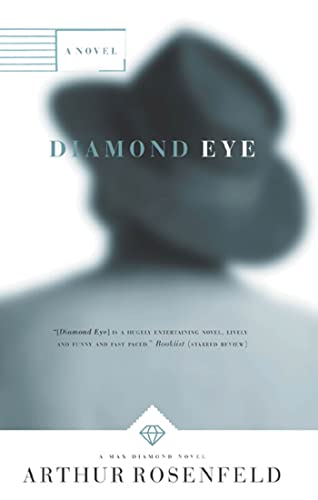 A NOVEL
DIAMOND EYE
"[Diamond Eye] IS A HUGELY ENTERTAINING NOVEL, LIVELY
AND FUNNY AND FAST PACED." Booklist (STARRED REVIEW)
A MAX DIAMOND NOVEL
ARTHUR ROSENFELD